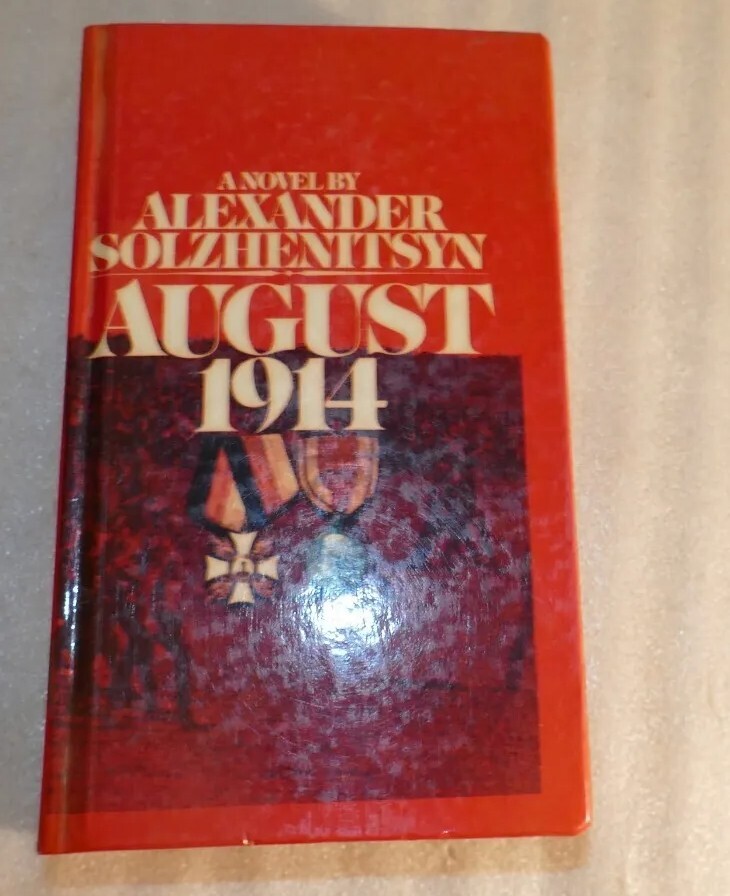 A NOVEL BY
ALEXANDER
SOLZHENITSYN
AUGUST
1914